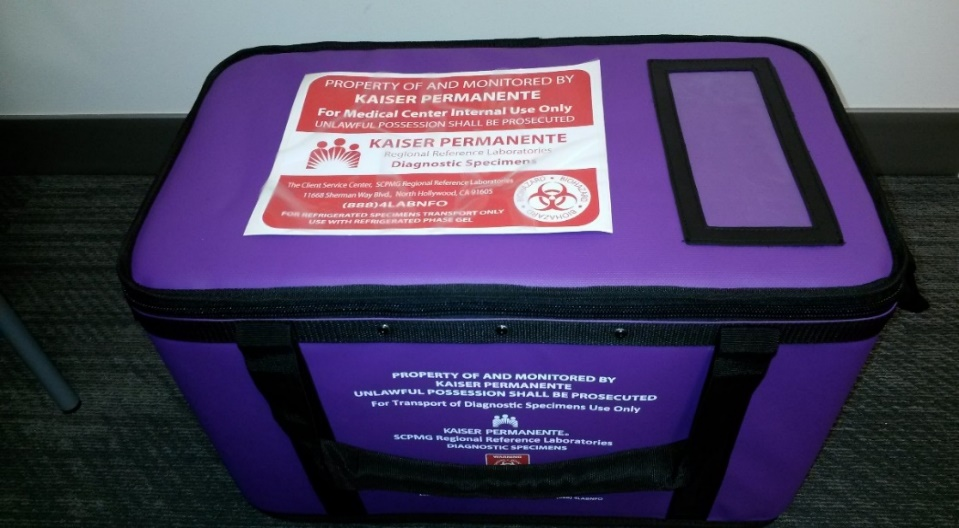 PROPERTY OF AND MONITORED BY
KAISER PERMANENTE
For Medical Center Internal Use Only
UNLAWFUL POSSESSION SHALL BE PROSECUTED
KAISER PERMANENTE
Regional Reference Laboratories
Diagnostic Specimens
The Client Service Center, SCPMG Regional Reference Laboratories
11668 Sherman Way Blvd., North Hollywood, CA 91605
(888)4LABNFO
FOR REFRIGERATED SPECIMENS TRANSPORT ONLY
USE WITH REFRIGERATED PHASE GEL
BIOHAZARD • BIOHAZARD • BIOHAZARD
PROPERTY OF AND MONITORED BY
KAISER PERMANENTE
UNLAWFUL POSSESSION SHALL BE PROSECUTED
For Transport of Diagnostic Specimens Use Only
KAISER PERMANENTE®
SCPMG Regional Reference Laboratories
DIAGNOSTIC SPECIMENS
WARNING